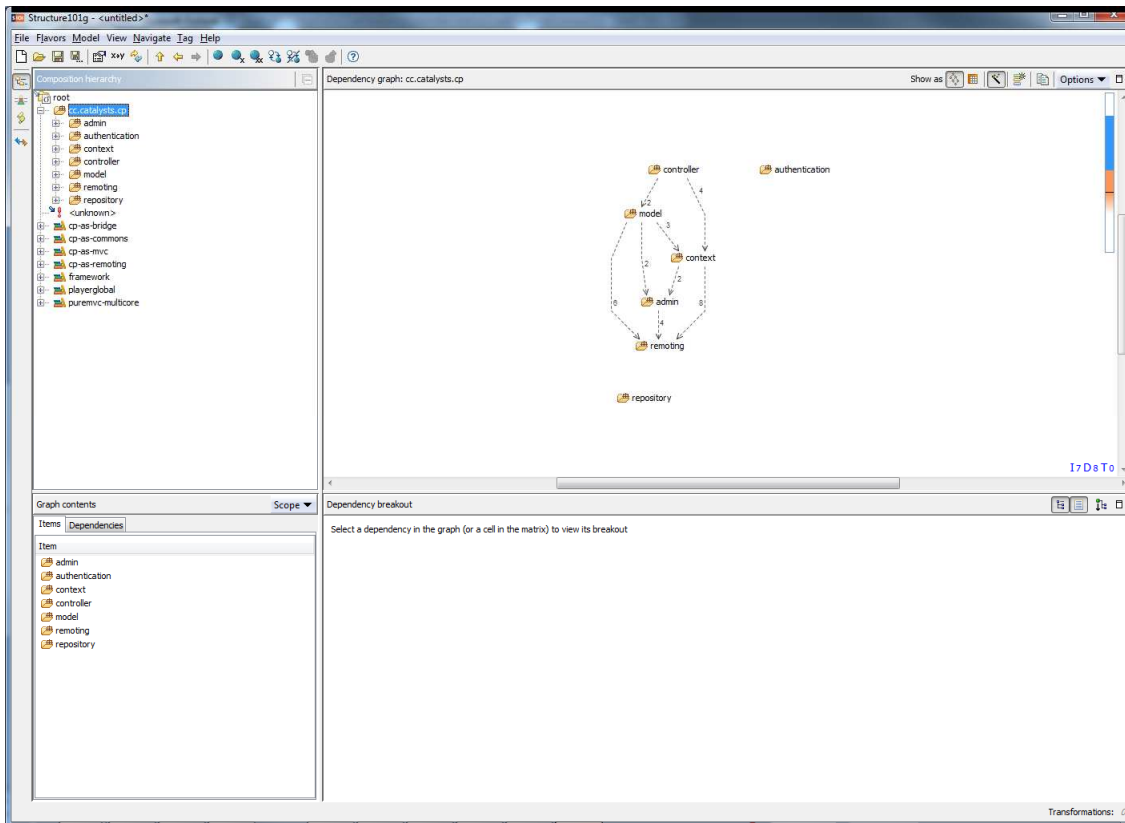 Structure101g - <untitled>*
File Flavors Model View Navigate Tag Help
x+y
Composition hierarchy
root
cc.catalysts.cp
admin
authentication
context
controller
model
remoting
repository
<unknown>
cp-as-bridge
cp-as-commons
cp-as-mvc
cp-as-remoting
framework
playerglobal
puremvc-multicore
Dependency graph: cc.catalysts.cp
Show as
Options
controller
authentication
2
4
model
3
context
2
2
admin
6
8
4
remoting
repository
I7 D8 T0
Graph contents
Scope
Items Dependencies
Item
admin
authentication
context
controller
model
remoting
repository
Dependency breakout
Select a dependency in the graph (or a cell in the matrix) to view its breakout
Transformations: